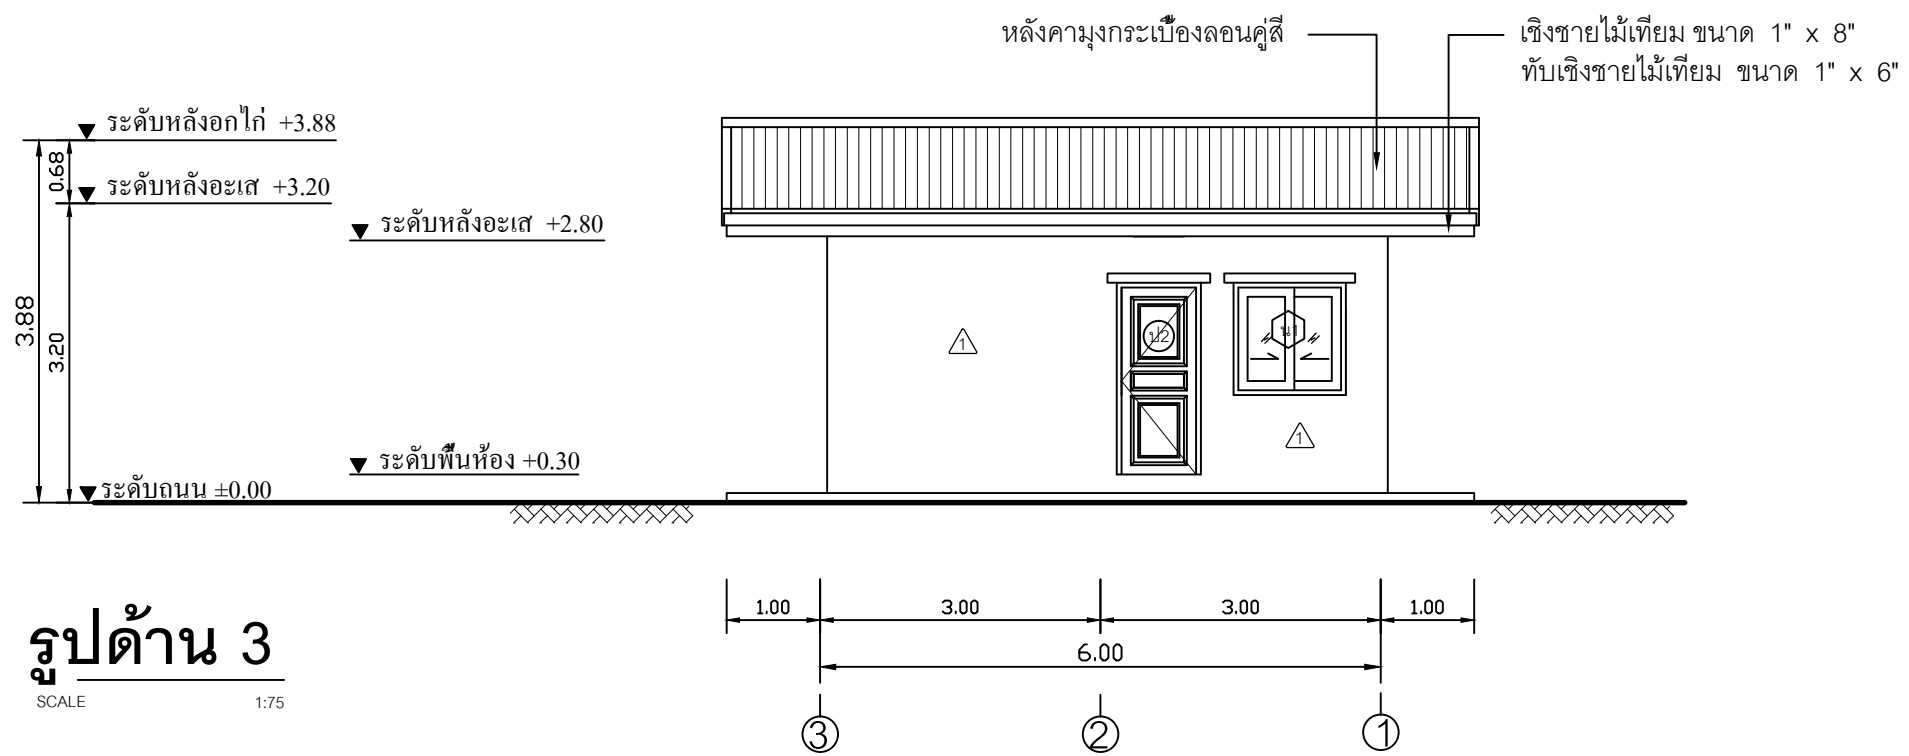 หลังคามุงกระเบื้องลอนคู่สี
เชิงชายไม้เทียม ขนาด 1" x 8"
ทับเชิงชายไม้เทียม ขนาด 1" x 6"
ระดับหลังอกไก่ +3.88
0.68
ระดับหลังอะเส +3.20
ระดับหลังอะเส +2.80
3.88
3.20
ป2
น1
1
1
ระดับพื้นห้อง +0.30
ระดับถนน ±0.00
1.00
3.00
3.00
1.00
6.00
รูปด้าน 3
SCALE 1:75
3
2
1